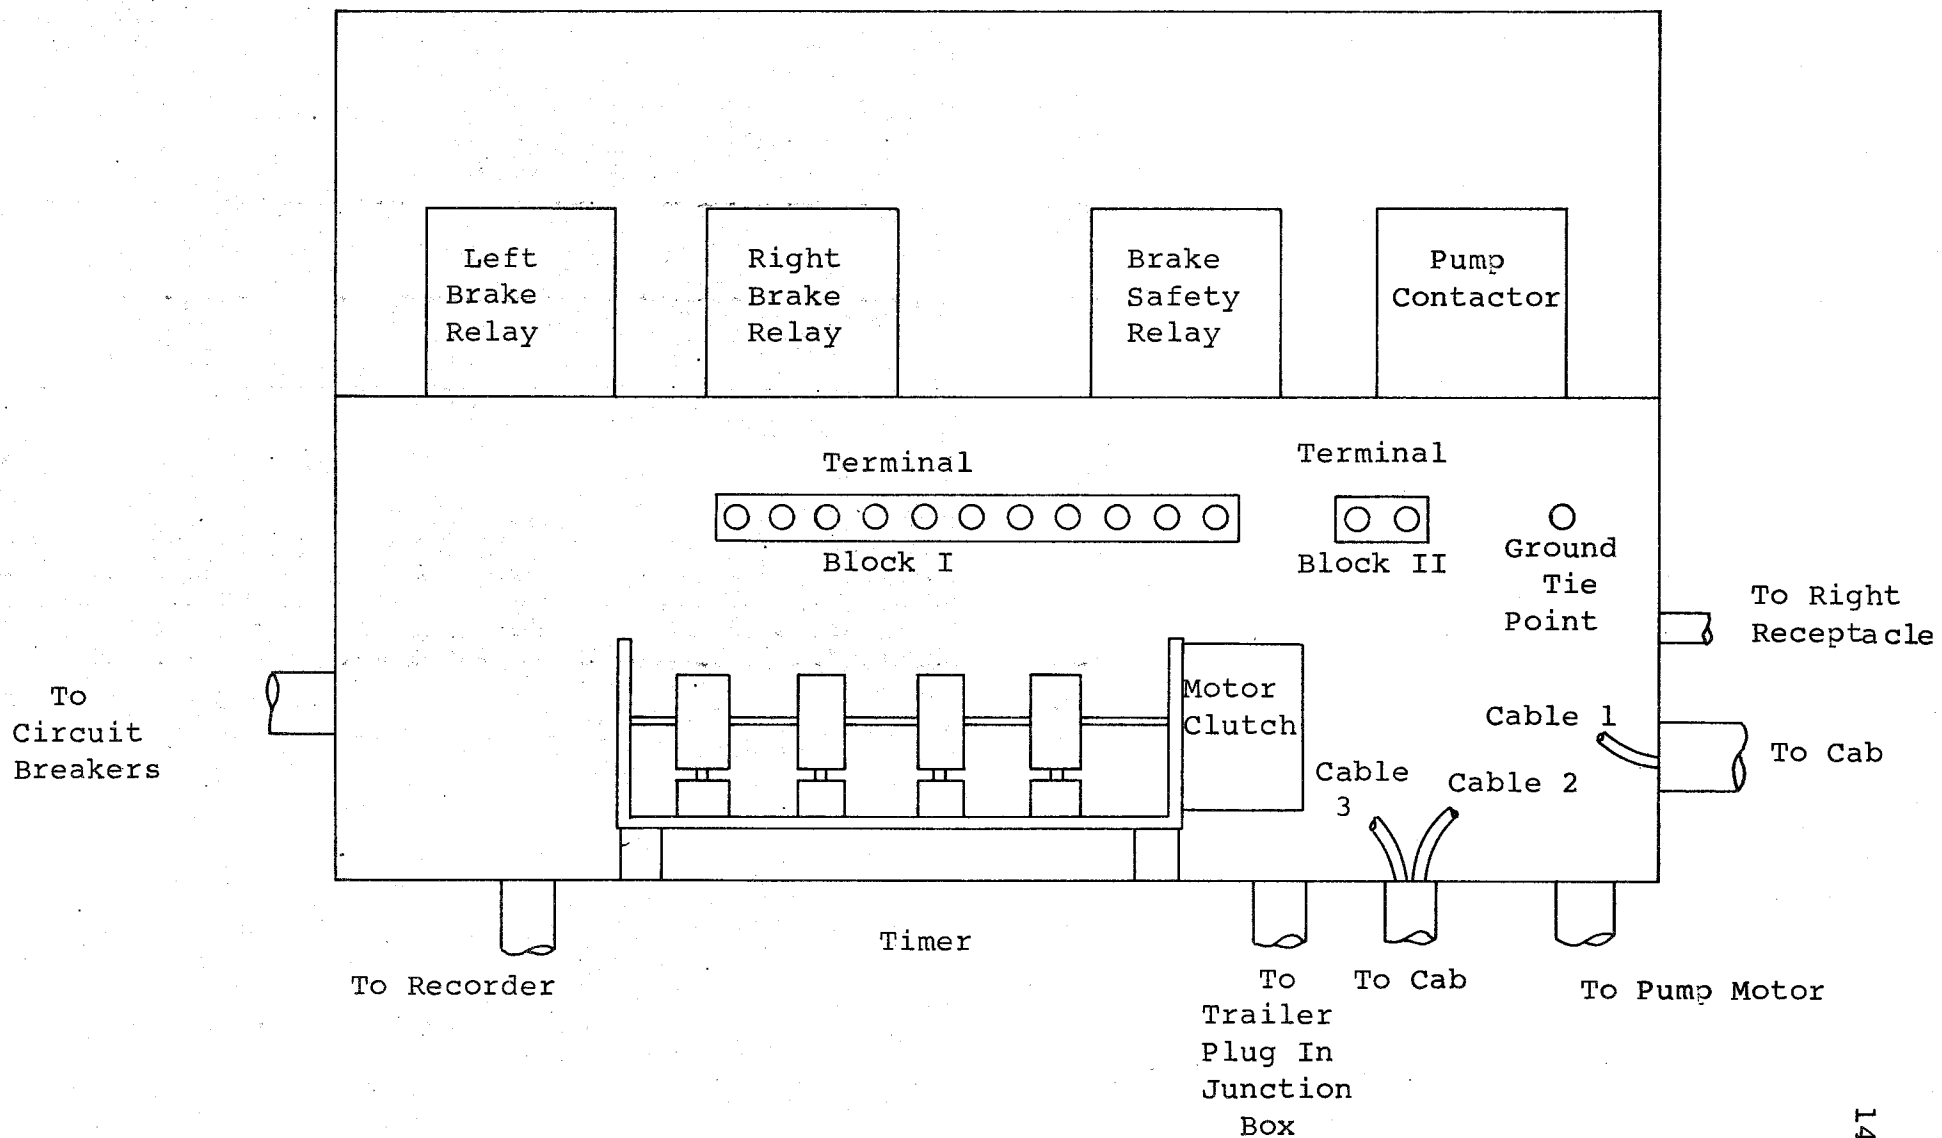 Left
Brake
Relay
Right
Brake
Relay
Brake
Safety
Relay
Pump
Contactor
Terminal
Block I
Terminal
Block II
Ground
Tie
Point
To Right
Receptacle
To
Circuit
Breakers
Motor
Clutch
Cable
3
Cable 2
Cable 1
To Cab
Timer
To Recorder
To
Trailer
Plug In
Junction
Box
To Cab
To Pump Motor
14